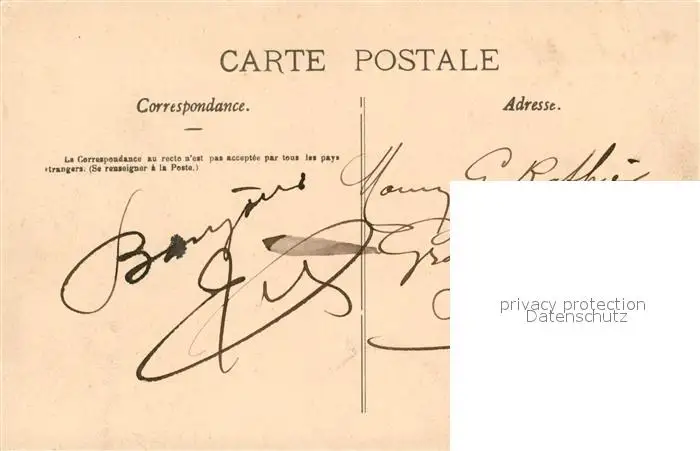 CARTE POSTALE
Correspondance.
Adresse.
La Correspondance au recto n'est pas acceptée par tous les pays
étrangers. (Se renseigner à la Poste.)
Bonjour
privacy protection
Datenschutz